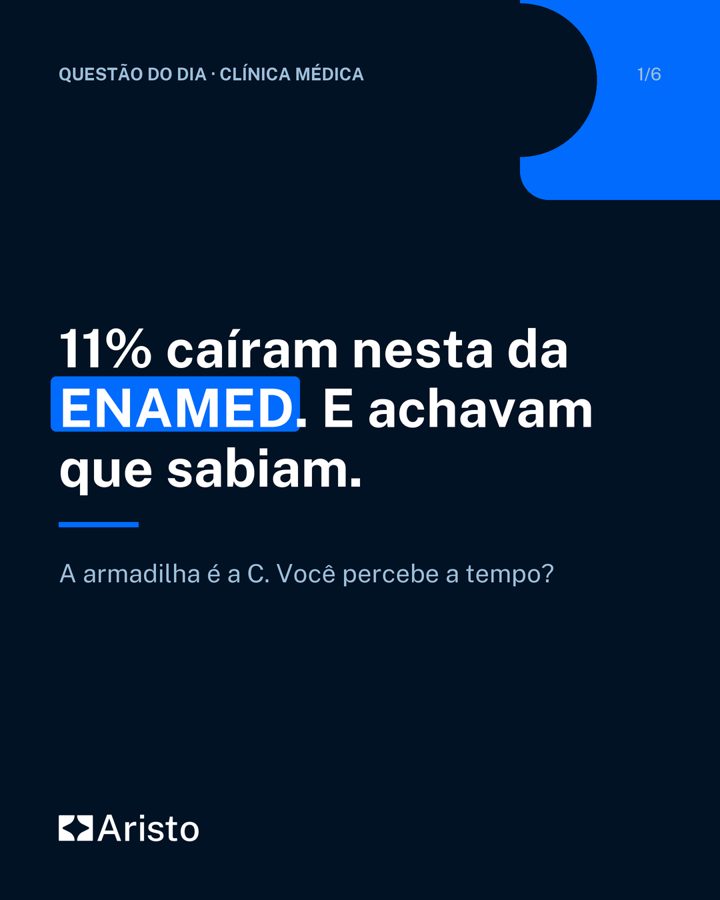 QUESTÃO DO DIA · CLÍNICA MÉDICA
1/6
11% caíram nesta da
ENAMED. E achavam
que sabiam.
A armadilha é a C. Você percebe a tempo?
Aristo